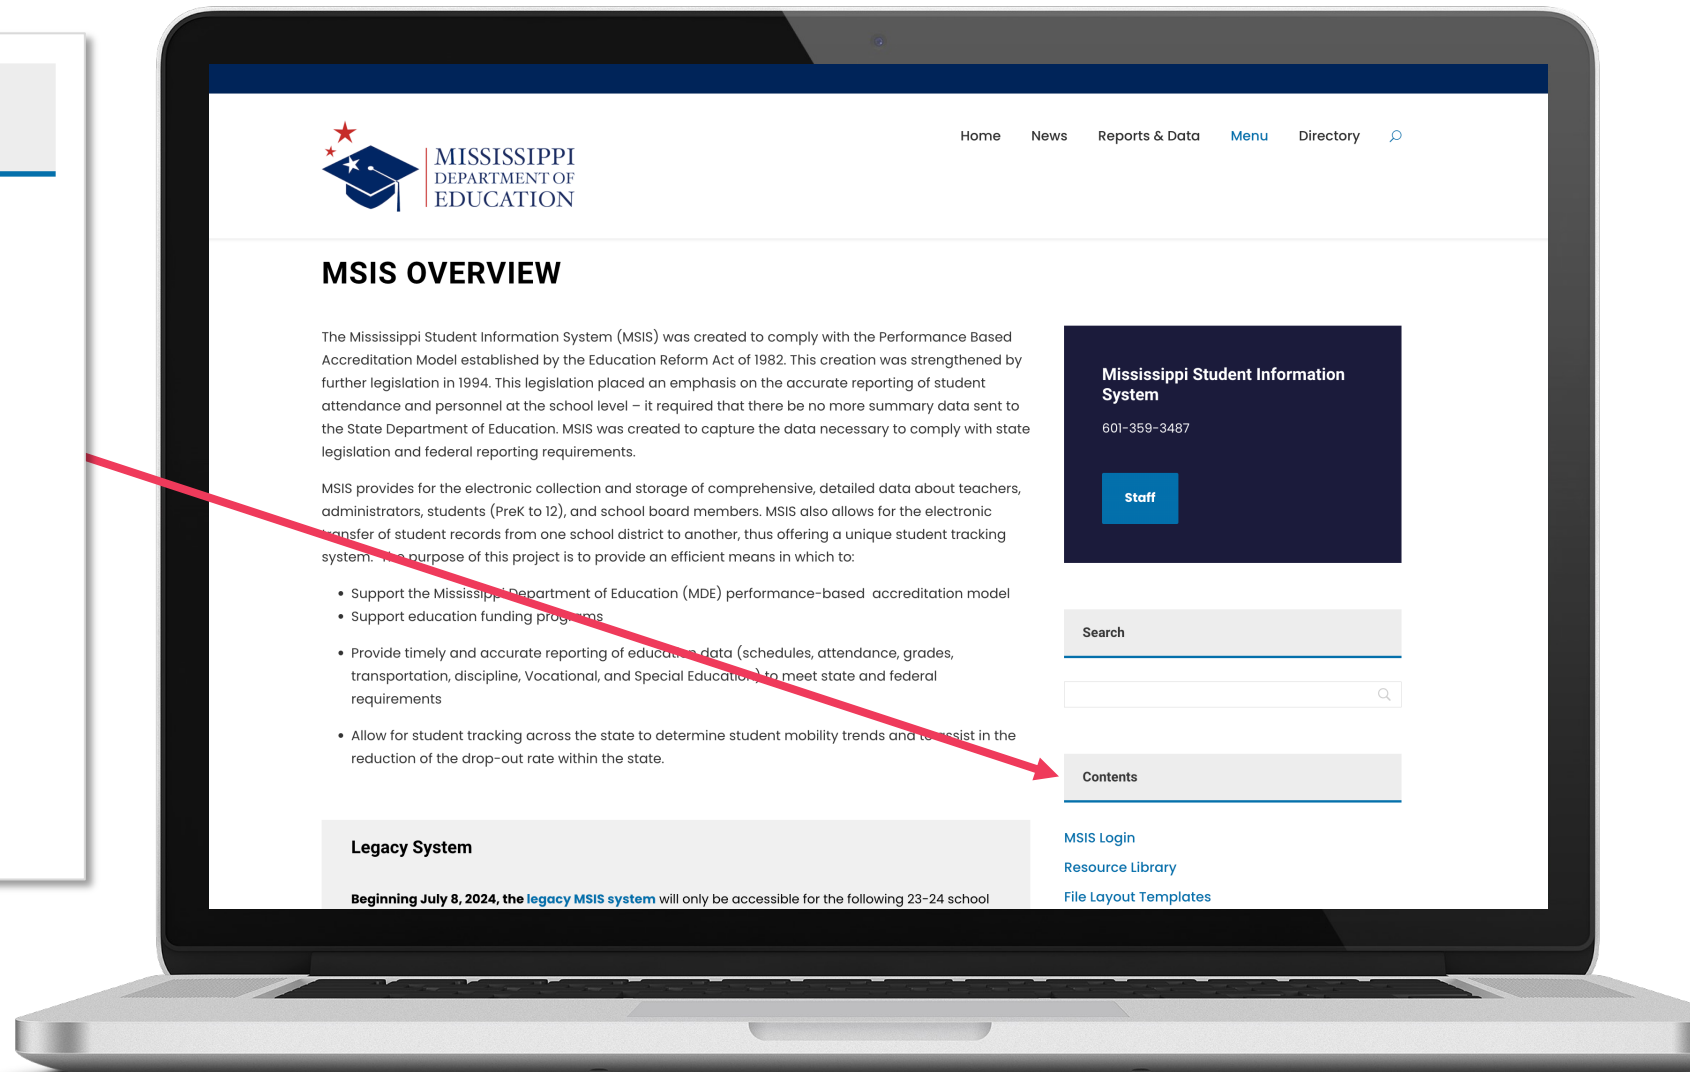 Home News Reports & Data Menu Directory
MISSISSIPPI
DEPARTMENT OF
EDUCATION
MSIS OVERVIEW
The Mississippi Student Information System (MSIS) was created to comply with the Performance Based
Accreditation Model established by the Education Reform Act of 1982. This creation was strengthened by
further legislation in 1994. This legislation placed an emphasis on the accurate reporting of student
attendance and personnel at the school level – it required that there be no more summary data sent to
the State Department of Education. MSIS was created to capture the data necessary to comply with state
legislation and federal reporting requirements.
MSIS provides for the electronic collection and storage of comprehensive, detailed data about teachers,
administrators, students (PreK to 12), and school board members. MSIS also allows for the electronic
transfer of student records from one school district to another, thus offering a unique student tracking
system. The purpose of this project is to provide an efficient means in which to:
• Support the Mississippi Department of Education (MDE) performance-based accreditation model
• Support education funding programs
• Provide timely and accurate reporting of education data (schedules, attendance, grades,
transportation, discipline, Vocational, and Special Education) to meet state and federal
requirements
• Allow for student tracking across the state to determine student mobility trends and to assist in the
reduction of the drop-out rate within the state.
Legacy System
Beginning July 8, 2024, the legacy MSIS system will only be accessible for the following 23-24 school
Mississippi Student Information
System
601-359-3487
Staff
Search
Contents
MSIS Login
Resource Library
File Layout Templates